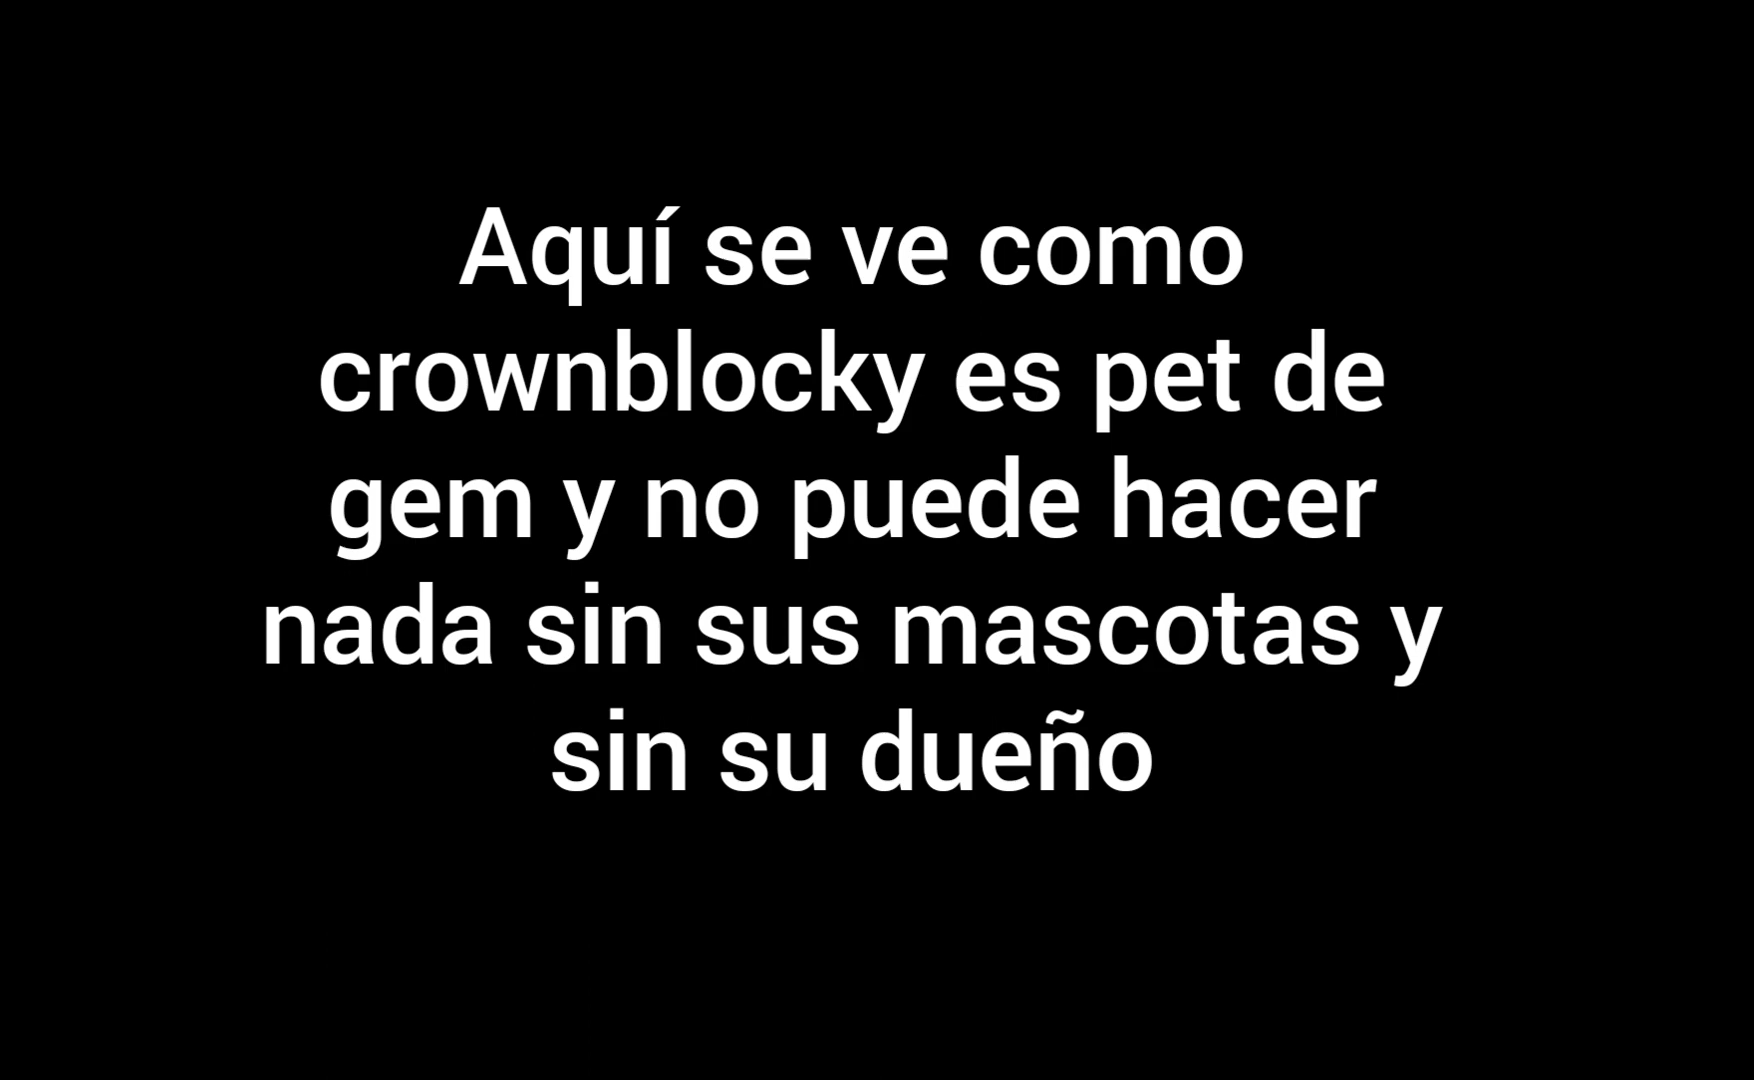 Aquí se ve como
crownblocky es pet de
gem y no puede hacer
nada sin sus mascotas y
sin su dueño